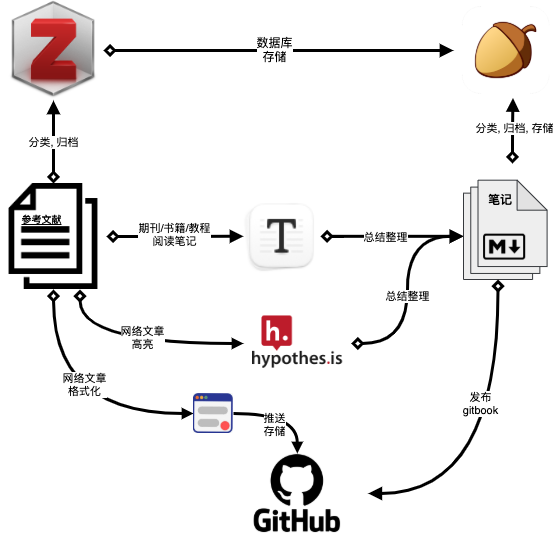 Z
数据库
存储
分类, 归档
分类, 归档, 存储
参考文献
笔记
期刊/书籍/教程
阅读笔记
T
总结整理
M
总结整理
网络文章
高亮
h.
hypothes.is
网络文章
格式化
推送
存储
发布
gitbook
GitHub